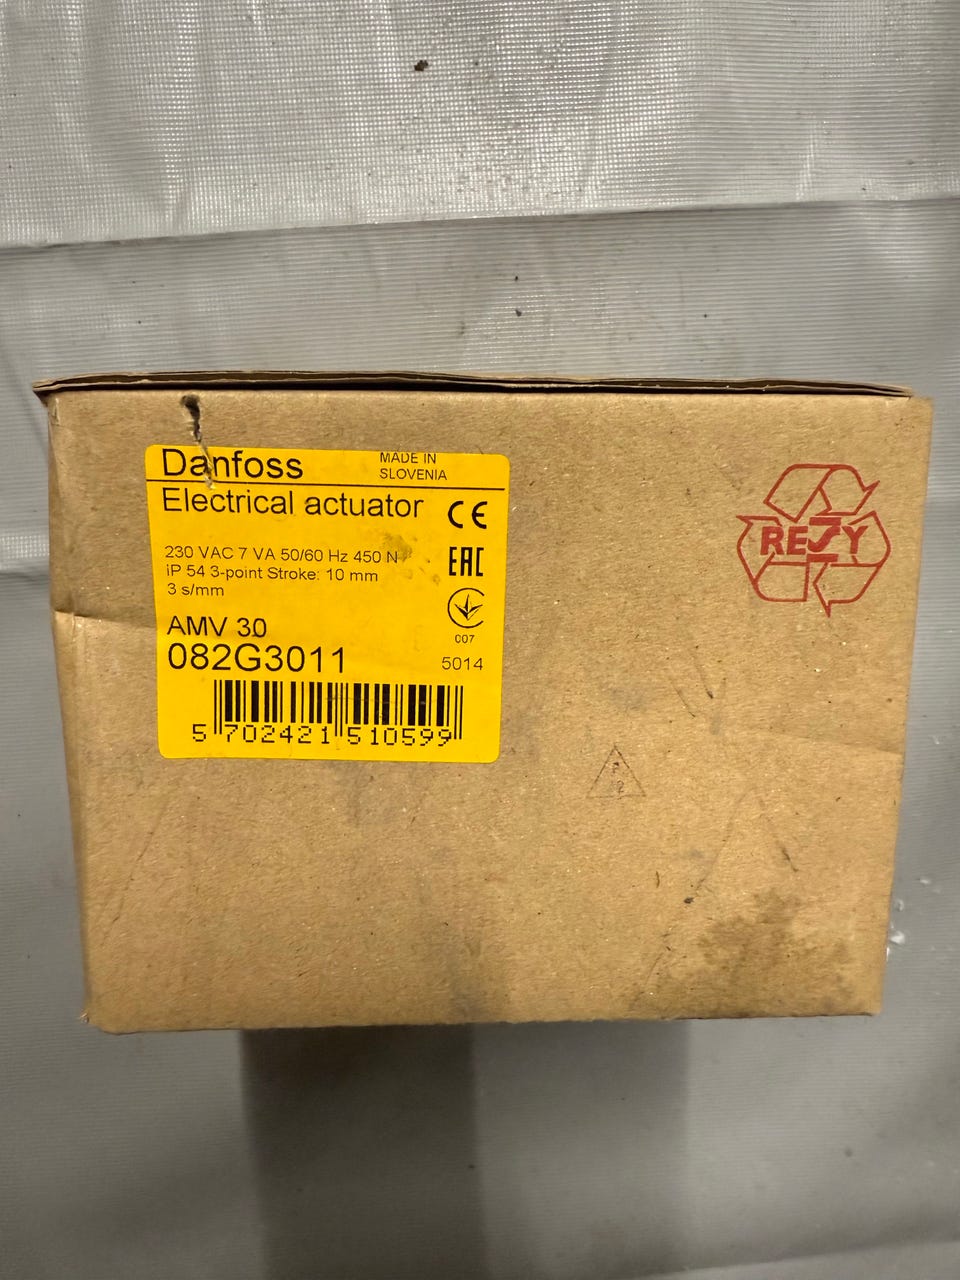 Danfoss
MADE IN
SLOVENIA
Electrical actuator
CE
230 VAC 7 VA 50/60 Hz 450 N
iP 54 3-point Stroke: 10 mm
3 s/mm
EAC
007
AMV 30
082G3011
5014
5 702421 510599
RESY